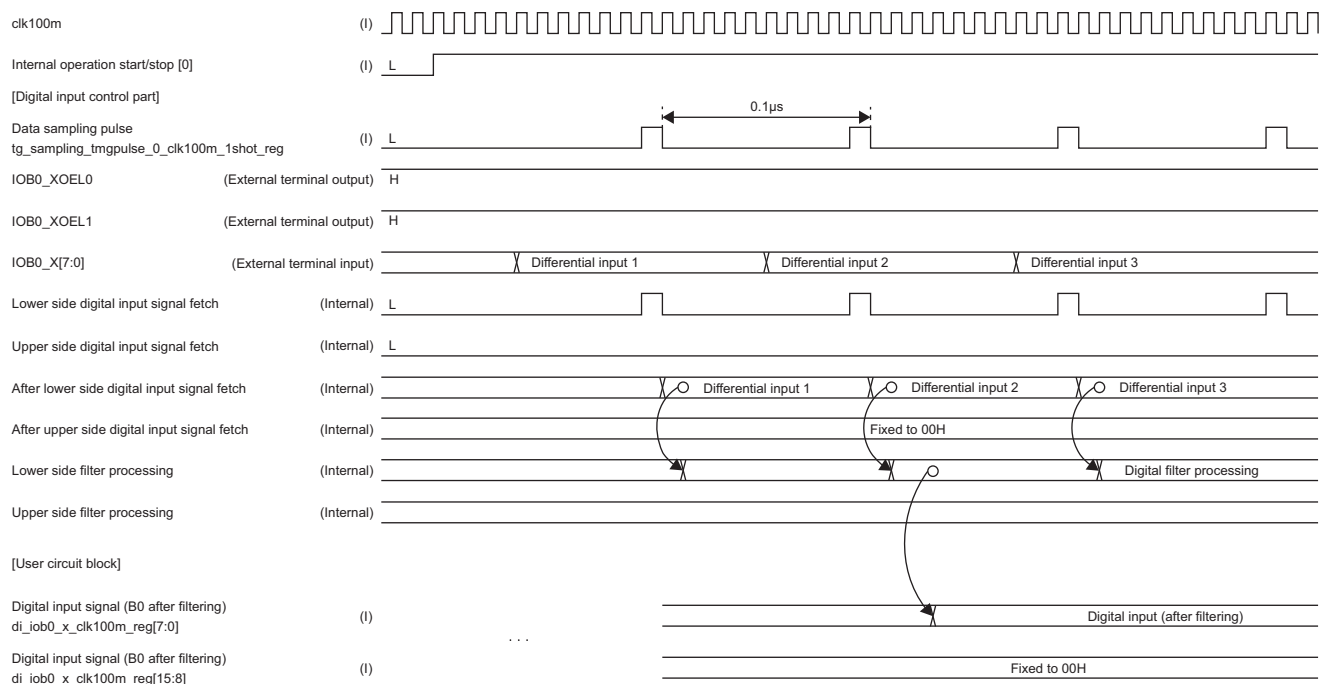 clk100m (I)
Internal operation start/stop [0] (I) L
[Digital input control part]
0.1μs
Data sampling pulse
tg_sampling_tmgpulse_0_clk100m_1shot_reg (I) L
IOB0_XOEL0 (External terminal output) H
IOB0_XOEL1 (External terminal output) H
IOB0_X[7:0] (External terminal input) Differential input 1 Differential input 2 Differential input 3
Lower side digital input signal fetch (Internal) L
Upper side digital input signal fetch (Internal) L
After lower side digital input signal fetch (Internal) Differential input 1 Differential input 2 Differential input 3
After upper side digital input signal fetch (Internal) Fixed to 00H
Lower side filter processing (Internal) Digital filter processing
Upper side filter processing (Internal)
[User circuit block]
Digital input signal (B0 after filtering)
di_iob0_x_clk100m_reg[7:0] (I) Digital input (after filtering)
. . .
Digital input signal (B0 after filtering)
di_iob0_x_clk100m_reg[15:8] (I) Fixed to 00H